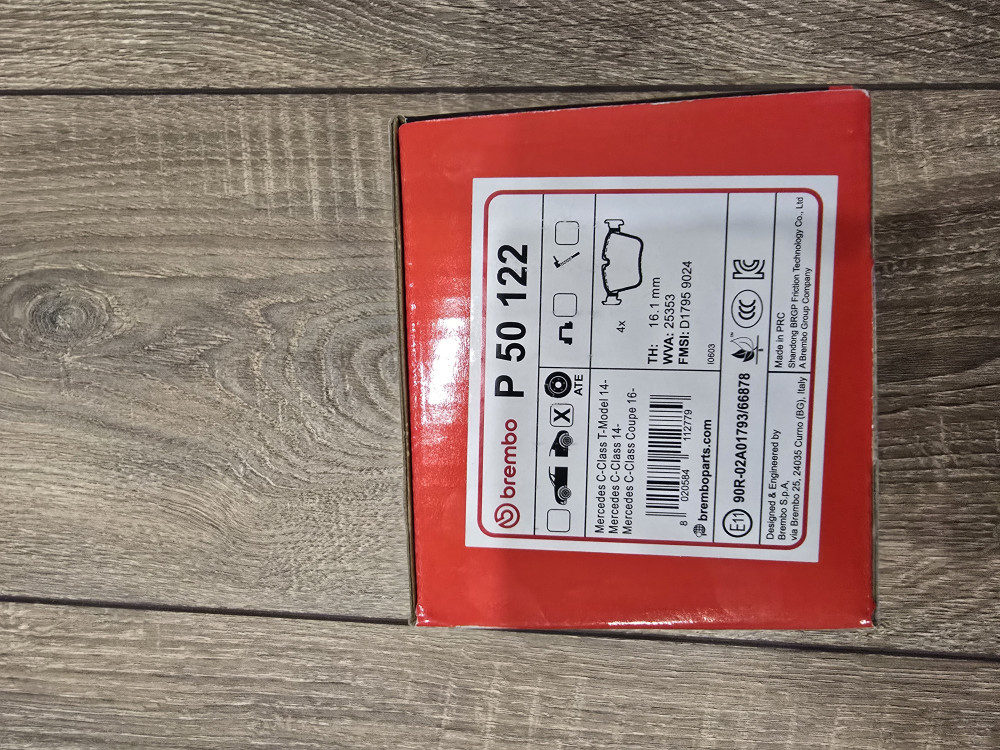 brembo P 50 122
X ATE
Mercedes C-Class T-Model 14-
Mercedes C-Class 14-
Mercedes C-Class Coupe 16-
4x
TH: 16.1 mm
WVA: 25353
FMSI: D1795 9024
I0603
8 020584 112779
bremboparts.com
E11 90R-02A01793/66878
CCC
Designed & Engineered by
Brembo S.p.A,
via Brembo 25, 24035 Curno (BG), Italy
Made in PRC
Shandong BRGP Friction Technology Co., Ltd
A Brembo Group Company